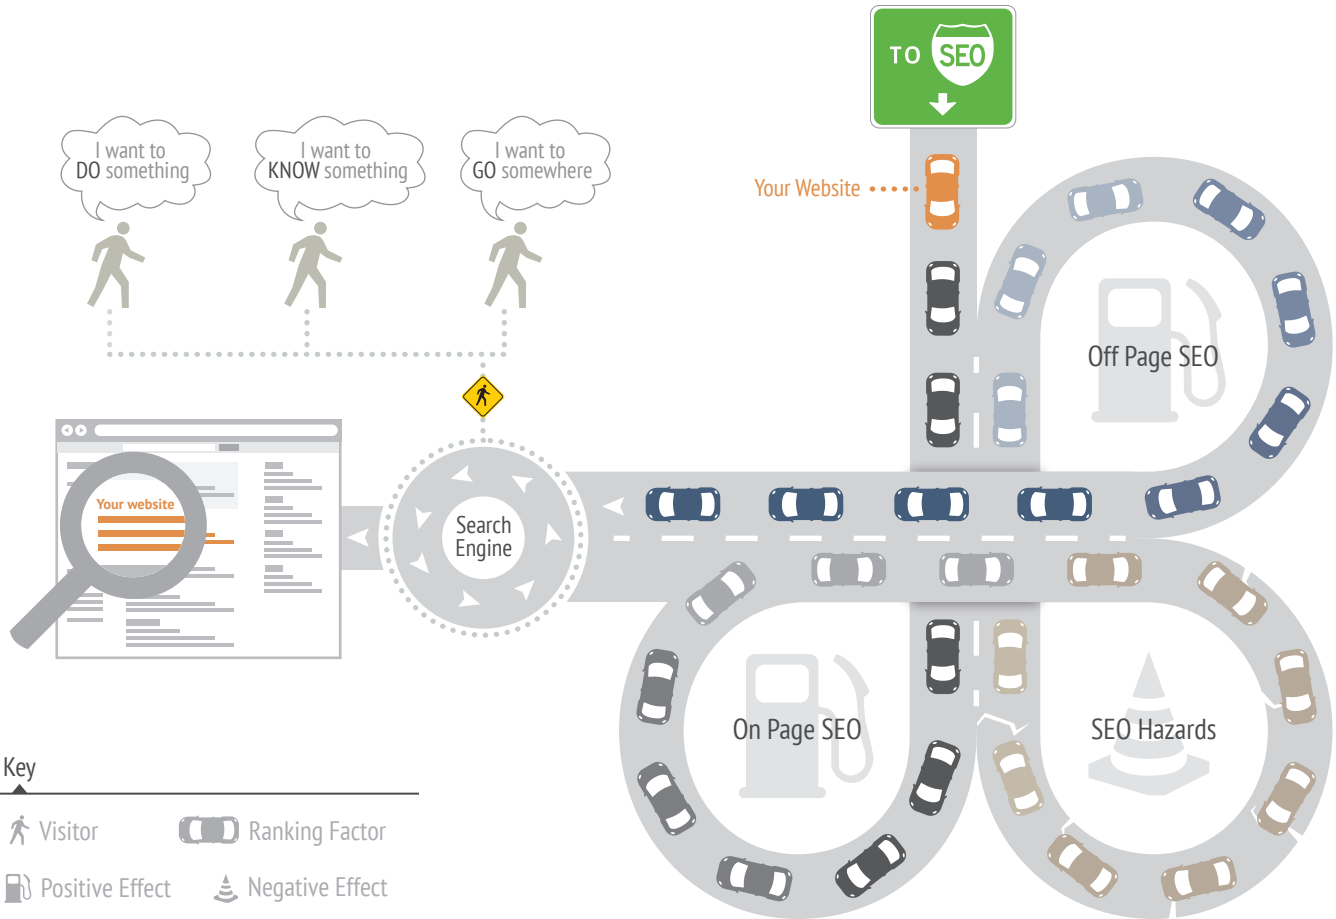 TO SEO
I want to
DO something
I want to
KNOW something
I want to
GO somewhere
Your Website
Off Page SEO
Your website
Search
Engine
On Page SEO
SEO Hazards
Key
Visitor
Ranking Factor
Positive Effect
Negative Effect